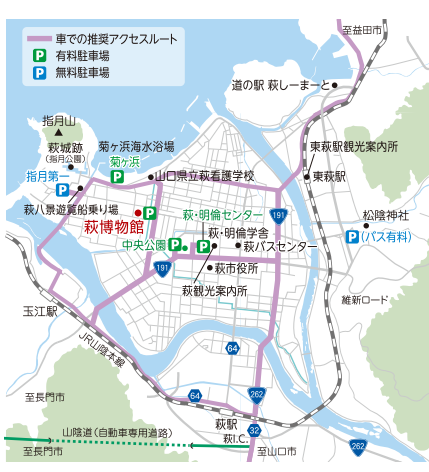 車での推奨アクセスルート
P 有料駐車場
P 無料駐車場
至益田市
道の駅 萩しーまーと
指月山
萩城跡
(指月公園)
菊ヶ浜海水浴場
菊ヶ浜
P
山口県立萩看護学校
東萩駅観光案内所
東萩駅
指月第一
P
萩八景遊覧船乗り場
萩博物館
P
萩・明倫センター
P
191
萩・明倫学舎
松陰神社
P (バス有料)
中央公園 P
萩バスセンター
191
萩市役所
萩観光案内所
維新ロード
玉江駅
JR山陰本線
64
64
262
至長門市
萩駅
32
山陰道(自動車専用道路)
萩I.C.
262
至長門市
至山口市